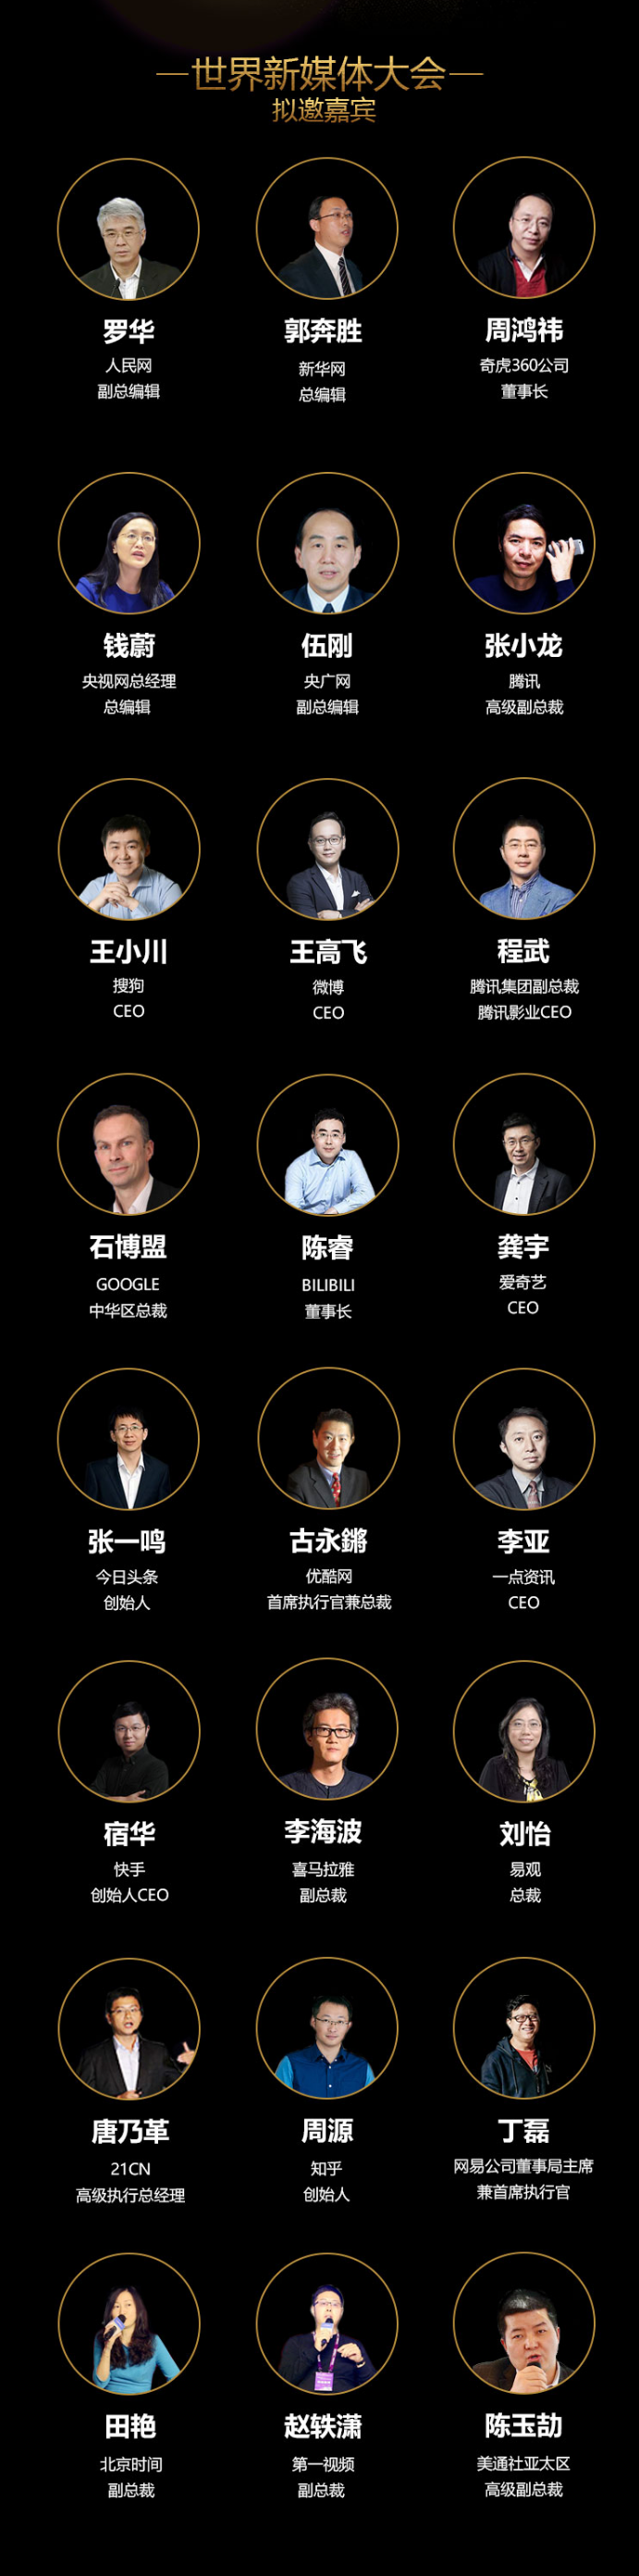 世界新媒体大会
拟邀嘉宾
罗华
人民网
副总编辑
郭奔胜
新华网
总编辑
周鸿祎
奇虎360公司
董事长
钱蔚
央视网总经理
总编辑
伍刚
央广网
副总编辑
张小龙
腾讯
高级副总裁
王小川
搜狗
CEO
王高飞
微博
CEO
程武
腾讯集团副总裁
腾讯影业CEO
石博盟
GOOGLE
中华区总裁
陈睿
BILIBILI
董事长
龚宇
爱奇艺
CEO
张一鸣
今日头条
创始人
古永鏘
优酷网
首席执行官兼总裁
李亚
一点资讯
CEO
宿华
快手
创始人CEO
李海波
喜马拉雅
副总裁
刘怡
易观
总裁
唐乃革
21CN
高级执行总经理
周源
知乎
创始人
丁磊
网易公司董事局主席
兼首席执行官
田艳
北京时间
副总裁
赵轶潇
第一视频
副总裁
陈玉劼
美通社亚太区
高级副总裁